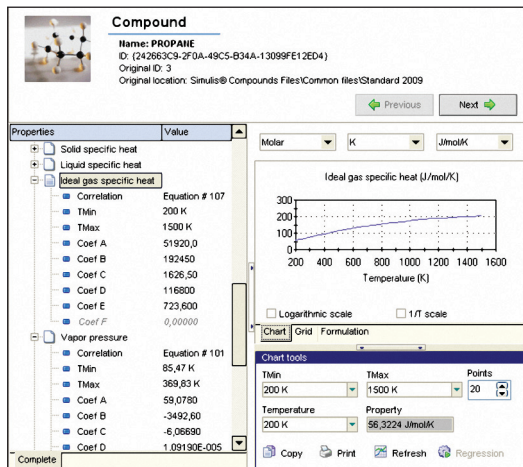 Compound
Name: PROPANE
ID: {242663C9-2F0A-49C5-B34A-13099FE12ED4}
Original ID: 3
Original location: Simulis® Compounds Files\Common files\Standard 2009
Previous Next
Properties Value
Solid specific heat
Liquid specific heat
Ideal gas specific heat
Correlation Equation # 107
TMin 200 K
TMax 1500 K
Coef A 51920,0
Coef B 192450
Coef C 1626,50
Coef D 116800
Coef E 723,600
Coef F 0,00000
Vapor pressure
Correlation Equation # 101
TMin 85,47 K
TMax 369,83 K
Coef A 59,0780
Coef B -3492,60
Coef C -6,06690
Coef D 1.09190E-005
Complete
Molar K J/mol/K
Ideal gas specific heat (J/mol/K)
300
200
100
0
200 400 600 800 1000 1200 1400 1600
Temperature (K)
Logarithmic scale 1/T scale
Chart Grid Formulation
Chart tools
TMin TMax Points
200 K 1500 K 20
Temperature Property
200 K 56,3224 J/mol/K
Copy Print Refresh Regression